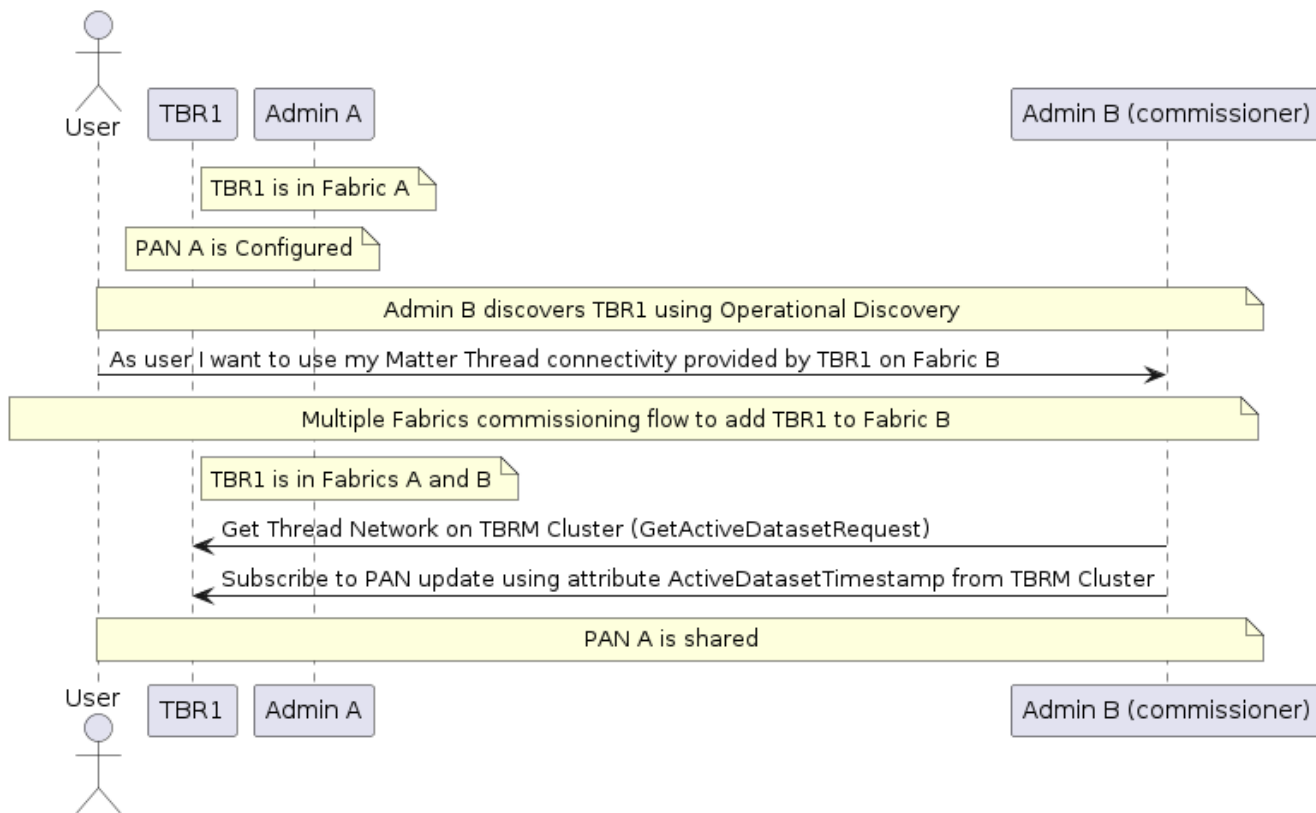 User
TBR1
Admin A
Admin B (commissioner)
TBR1 is in Fabric A
PAN A is Configured
Admin B discovers TBR1 using Operational Discovery
As user I want to use my Matter Thread connectivity provided by TBR1 on Fabric B
Multiple Fabrics commissioning flow to add TBR1 to Fabric B
TBR1 is in Fabrics A and B
Get Thread Network on TBRM Cluster (GetActiveDatasetRequest)
Subscribe to PAN update using attribute ActiveDatasetTimestamp from TBRM Cluster
PAN A is shared
User
TBR1
Admin A
Admin B (commissioner)